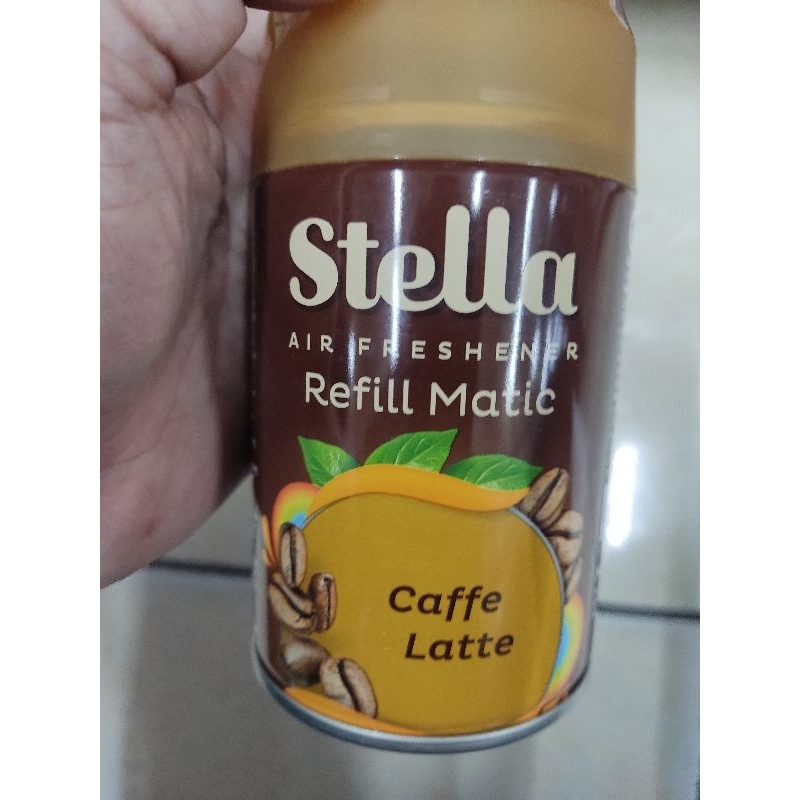 Stella
AIR FRESHENER
Refill Matic
Caffe
Latte